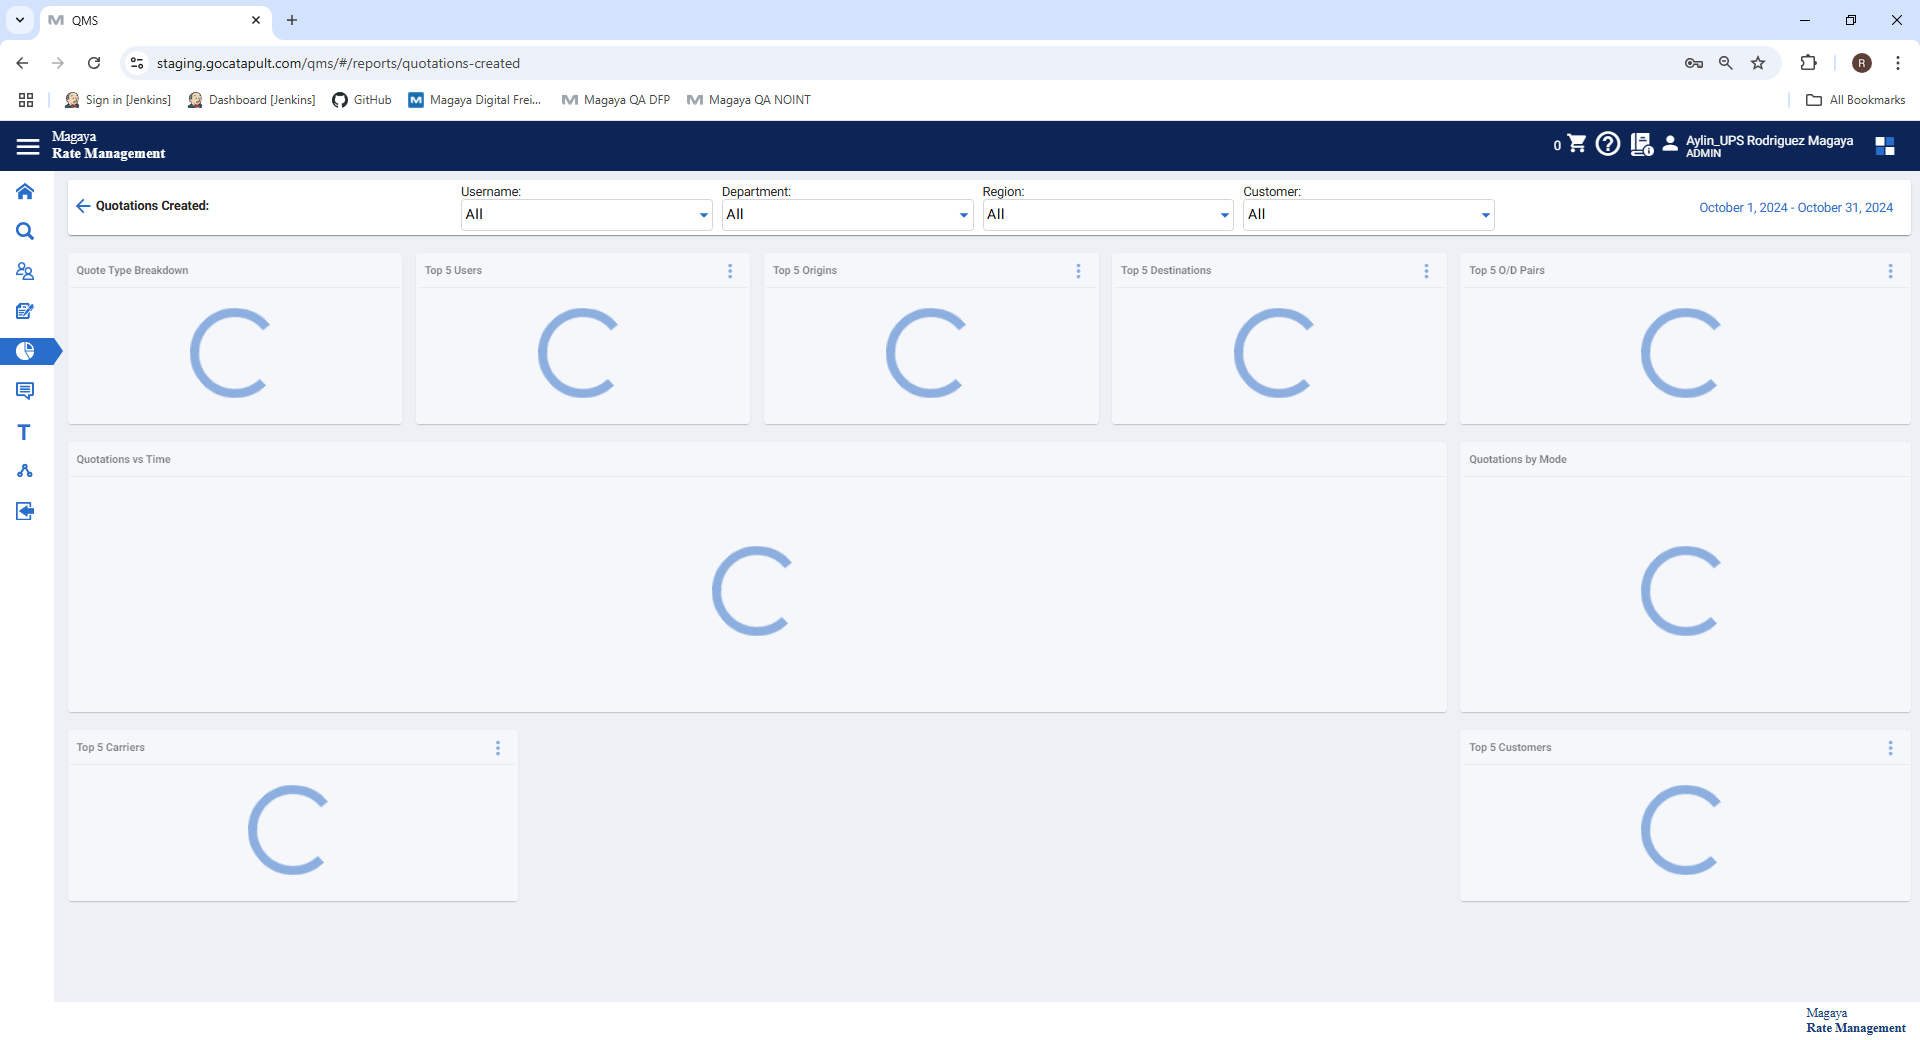 QMS
staging.gocatapult.com/qms/#/reports/quotations-created
R
Sign in [Jenkins]
Dashboard [Jenkins]
GitHub
Magaya Digital Frei...
Magaya QA DFP
Magaya QA NOINT
All Bookmarks
Magaya
Rate Management
0
Aylin_UPS Rodriguez Magaya
ADMIN
Quotations Created:
Username:
All
Department:
All
Region:
All
Customer:
All
October 1, 2024 - October 31, 2024
Quote Type Breakdown
Top 5 Users
Top 5 Origins
Top 5 Destinations
Top 5 O/D Pairs
T
Quotations vs Time
Quotations by Mode
Top 5 Carriers
Top 5 Customers
Magaya
Rate Management